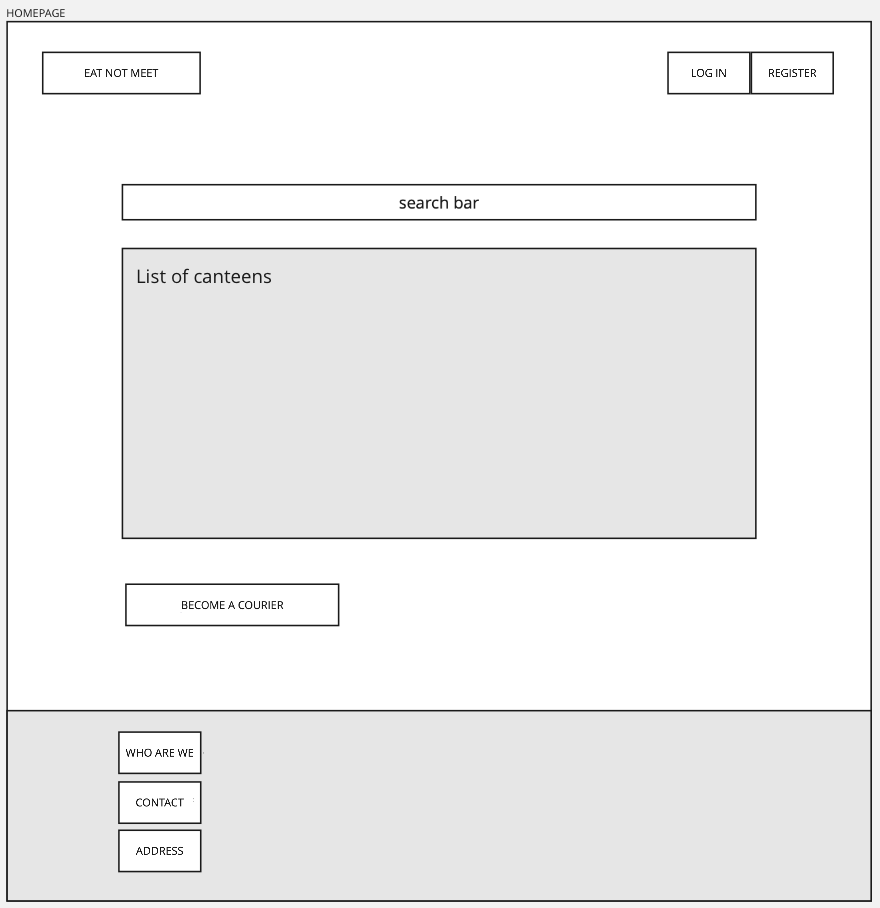 HOMEPAGE
EAT NOT MEET
LOG IN
REGISTER
search bar
List of canteens
BECOME A COURIER
WHO ARE WE
CONTACT
ADDRESS